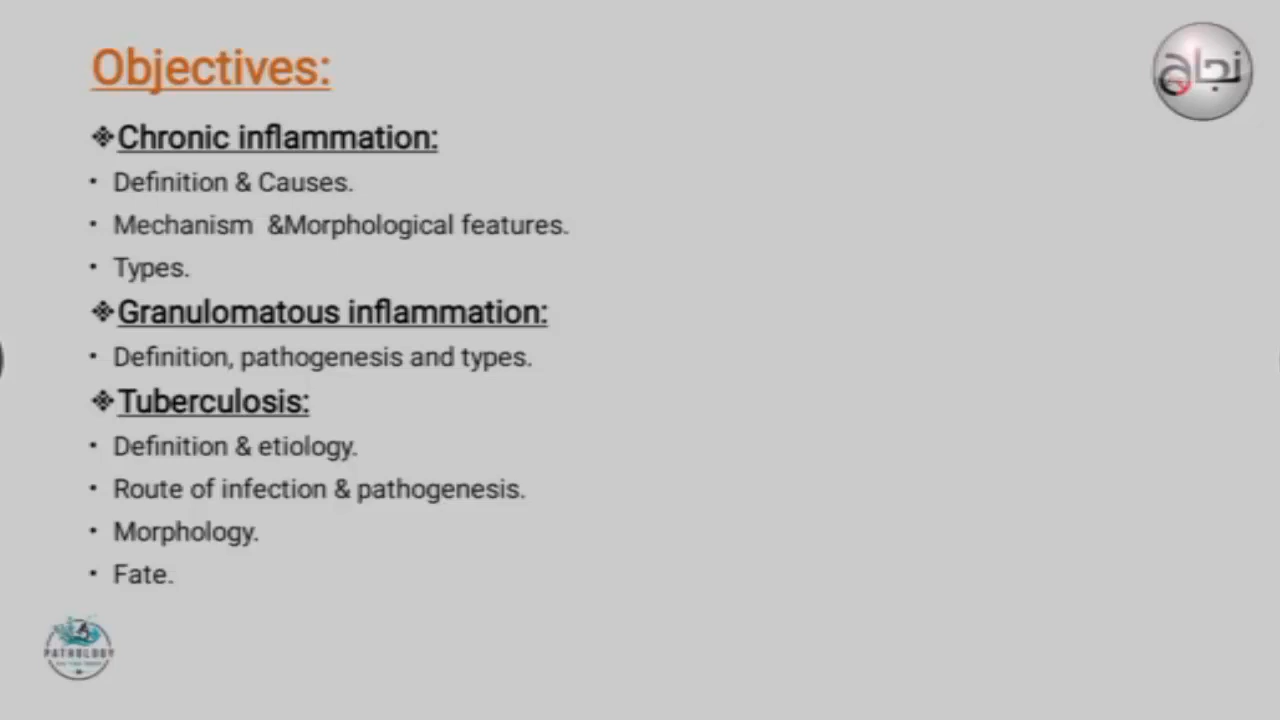 Objectives:
نجاح
❖Chronic inflammation:
• Definition & Causes.
• Mechanism  &Morphological features.
• Types.
❖Granulomatous inflammation:
• Definition, pathogenesis and types.
❖Tuberculosis:
• Definition & etiology.
• Route of infection & pathogenesis.
• Morphology.
• Fate.
PATHOLOGY